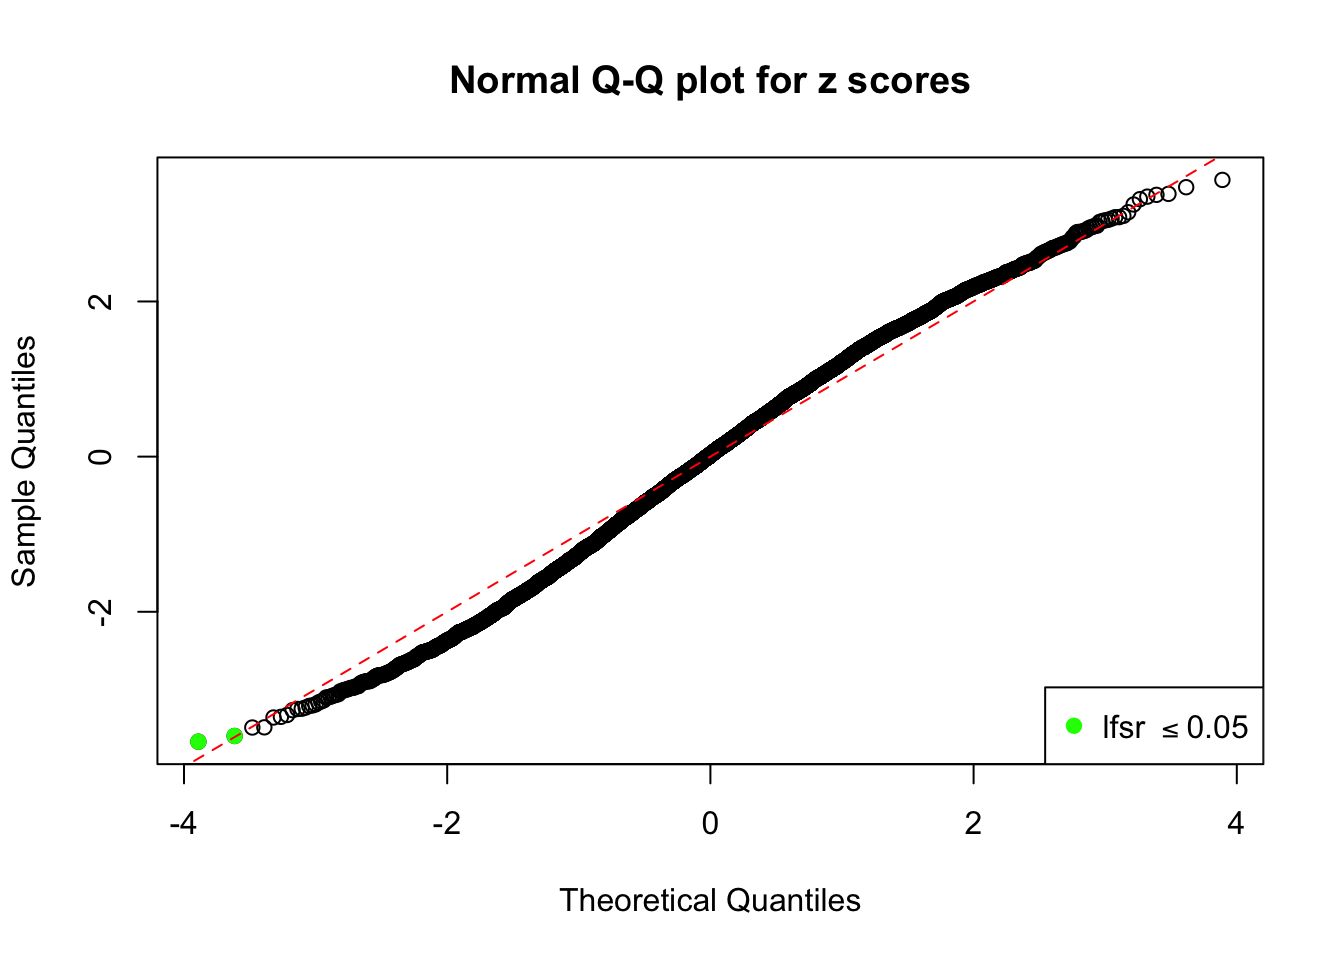 Normal Q-Q plot for z scores
Sample Quantiles
2
0
-2
lfsr ≤ 0.05
-4
-2
0
2
4
Theoretical Quantiles